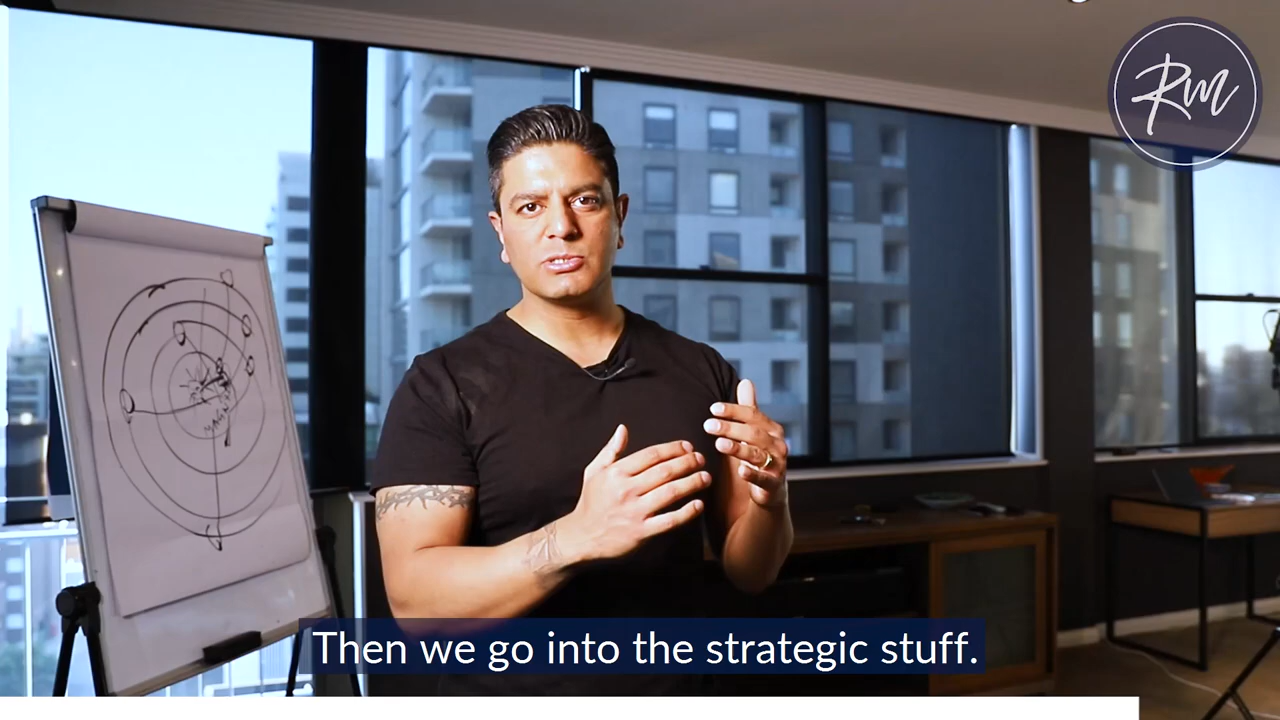 RM
Then we go into the strategic stuff.